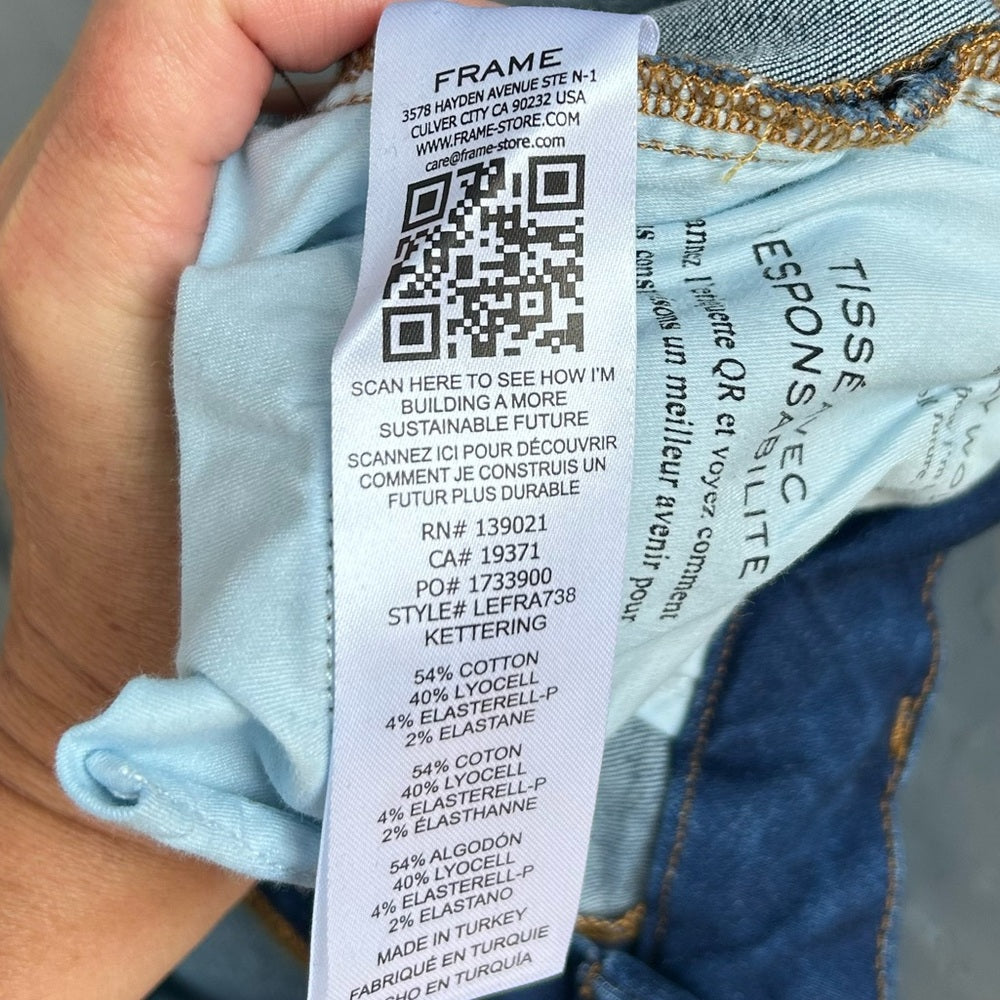 FRAME
3578 HAYDEN AVENUE STE N-1
CULVER CITY CA 90232 USA
WWW.FRAME-STORE.COM
care@frame-store.com
SCAN HERE TO SEE HOW I'M
BUILDING A MORE
SUSTAINABLE FUTURE
SCANNEZ ICI POUR DÉCOUVRIR
COMMENT JE CONSTRUIS UN
FUTUR PLUS DURABLE
RN# 139021
CA# 19371
PO# 1733900
STYLE# LEFRA738
KETTERING
54% COTTON
40% LYOCELL
4% ELASTERELL-P
2% ELASTANE
54% COTON
40% LYOCELL
4% ELASTERELL-P
2% ÉLASTHANNE
54% ALGODÓN
40% LYOCELL
4% ELASTERELL-P
2% ELASTANO
MADE IN TURKEY
FABRIQUÉ EN TURQUIE
CHO EN TURQUÍA
TISSÉ AVEC
ESPONSABILITE
QR et voyez comment
un meilleur avenir pour